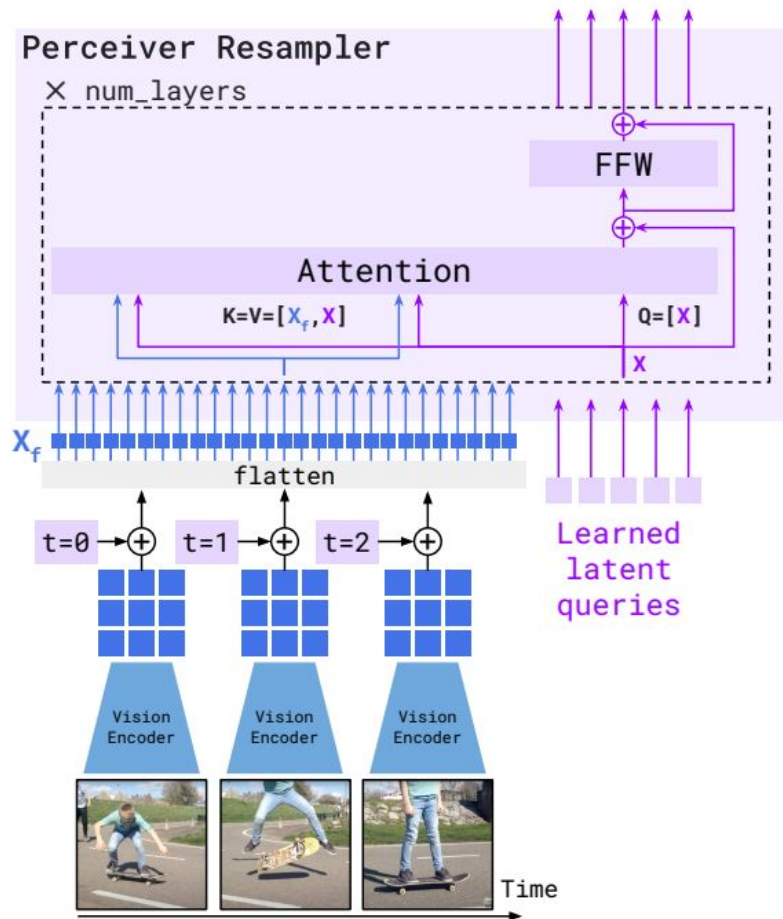 Perceiver Resampler
× num_layers
FFW
Attention
K=V=[Xf,X]
Q=[X]
X
Xf
flatten
t=0
t=1
t=2
Learned
latent
queries
Vision
Encoder
Vision
Encoder
Vision
Encoder
Time